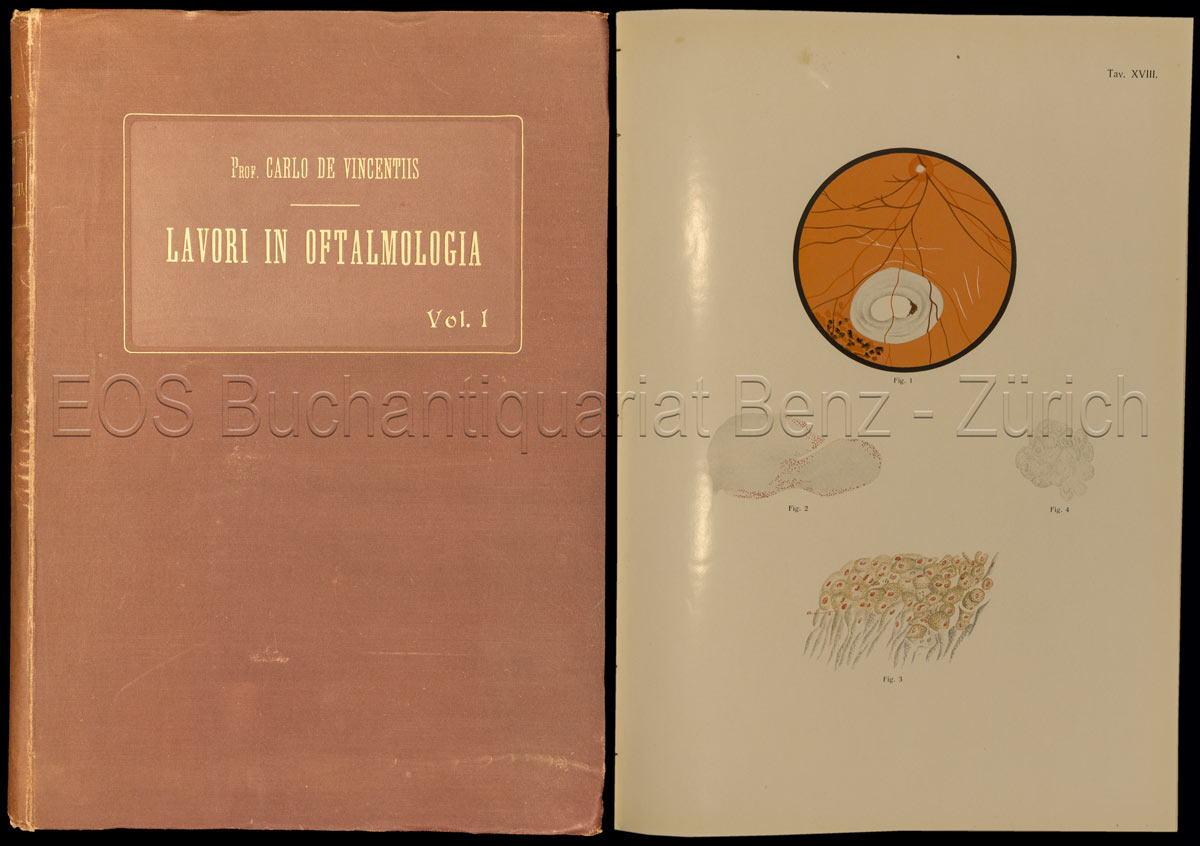 Prof. CARLO DE VINCENTIIS
LAVORI IN OFTALMOLOGIA
Vol. I
Tav. XVIII.
Fig. 1
EOS Buchantiquariat Benz - Zürich
Fig. 2
Fig. 4
Fig. 3